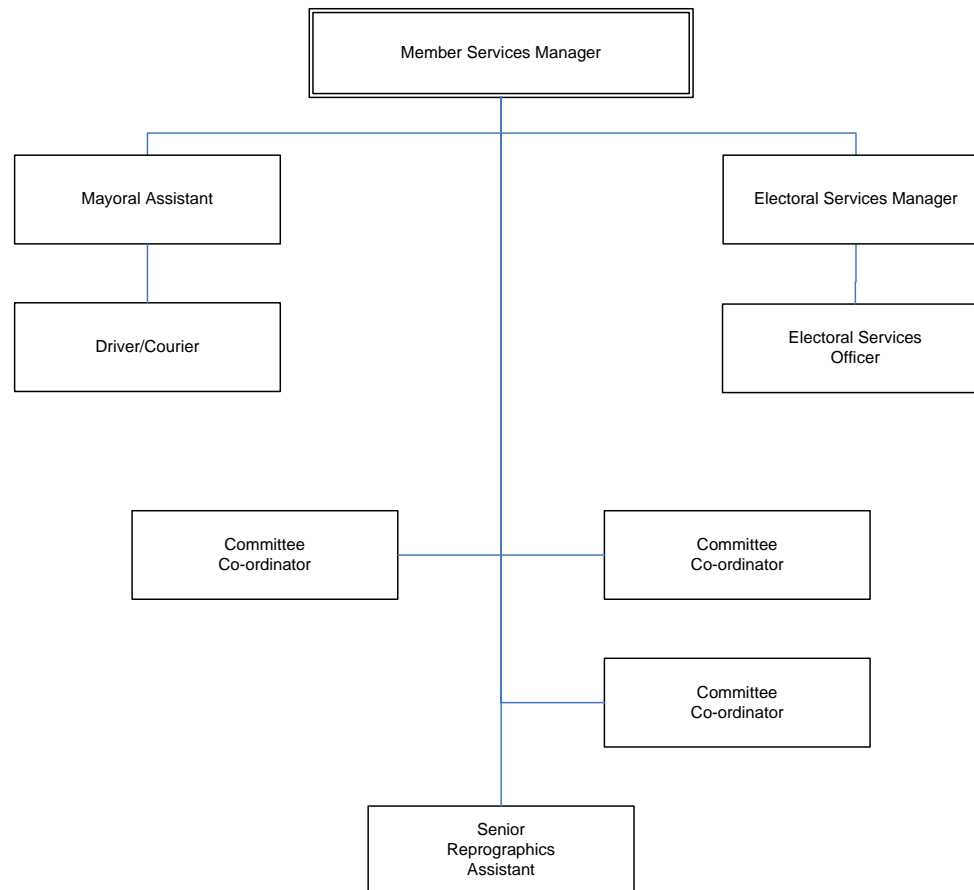 Member Services Manager
Mayoral Assistant
Electoral Services Manager
Driver/Courier
Electoral Services
Officer
Committee
Co-ordinator
Committee
Co-ordinator
Committee
Co-ordinator
Senior
Reprographics
Assistant